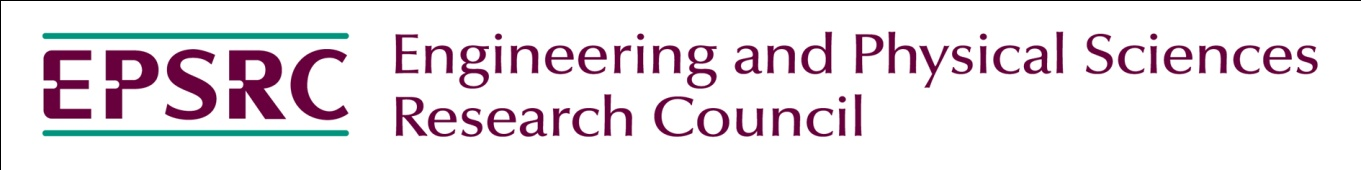 EPSRC
Engineering and Physical Sciences
Research Council